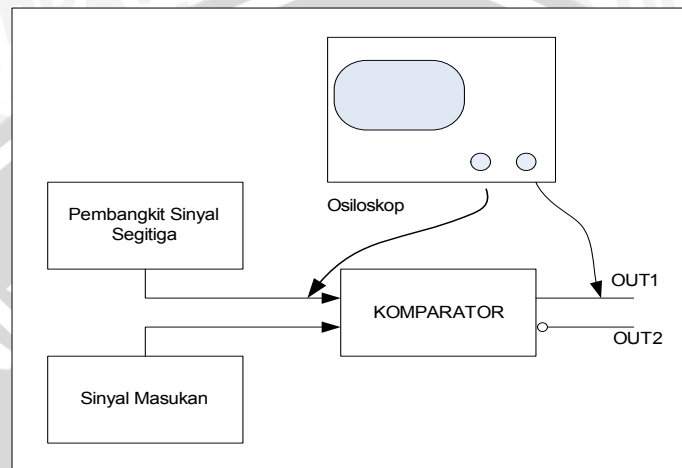 Osiloskop
Pembangkit Sinyal
Segitiga
KOMPARATOR
OUT1
OUT2
Sinyal Masukan